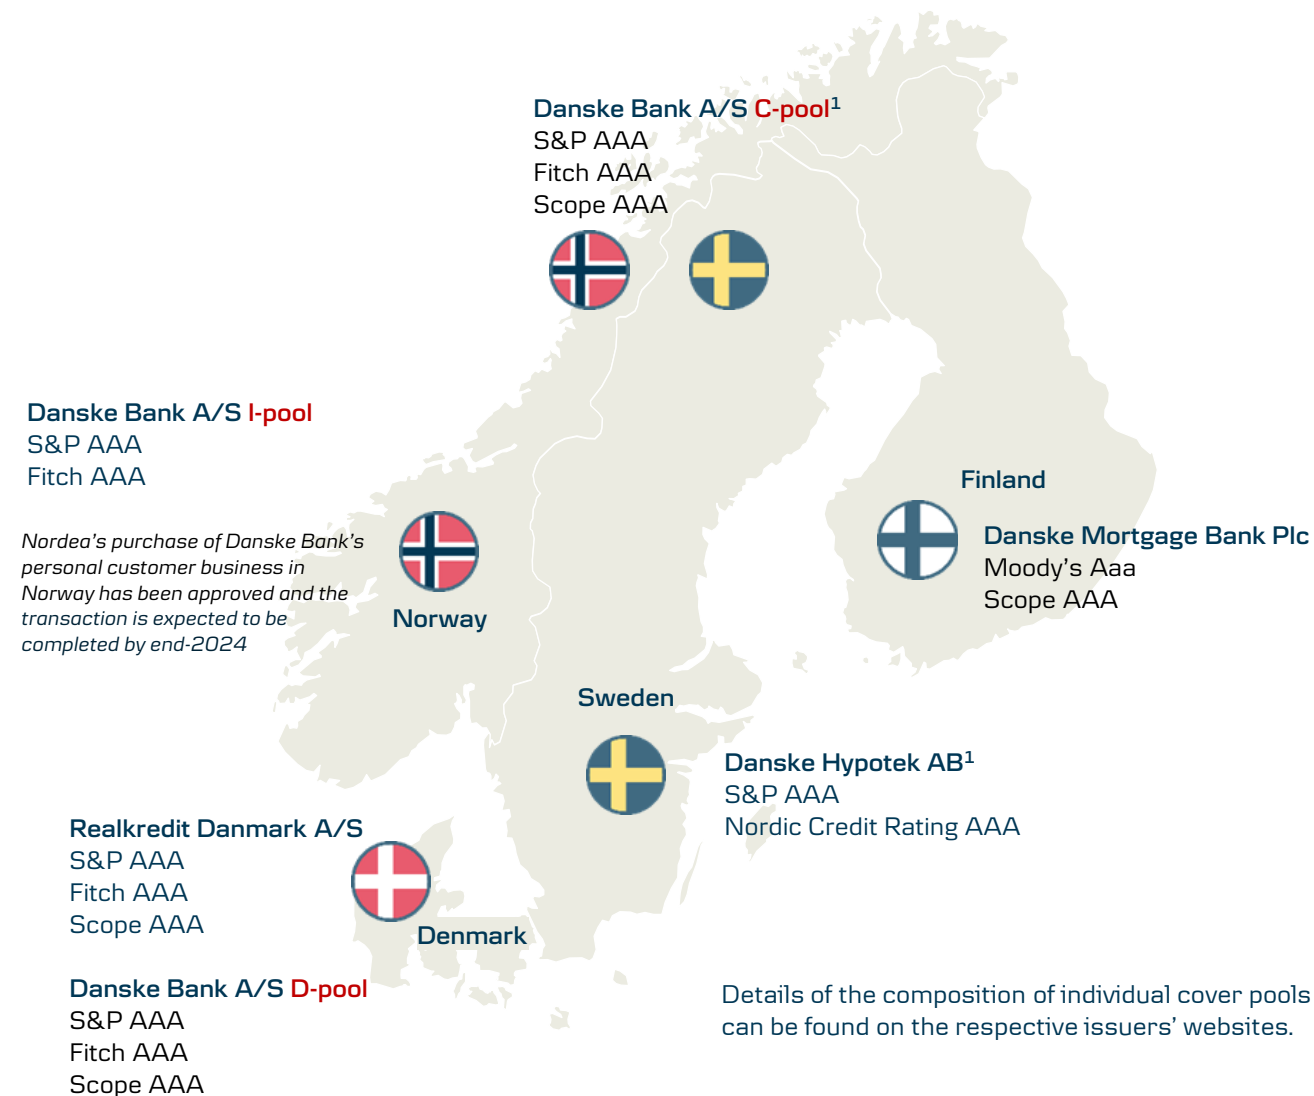 Danske Bank A/S C-pool¹
S&P AAA
Fitch AAA
Scope AAA
Danske Bank A/S I-pool
S&P AAA
Fitch AAA
Nordea's purchase of Danske Bank's
personal customer business in
Norway has been approved and the
transaction is expected to be
completed by end-2024
Norway
Finland
Danske Mortgage Bank Plc
Moody's Aaa
Scope AAA
Sweden
Danske Hypotek AB¹
S&P AAA
Nordic Credit Rating AAA
Realkredit Danmark A/S
S&P AAA
Fitch AAA
Scope AAA
Denmark
Danske Bank A/S D-pool
S&P AAA
Fitch AAA
Scope AAA
Details of the composition of individual cover pools
can be found on the respective issuers' websites.